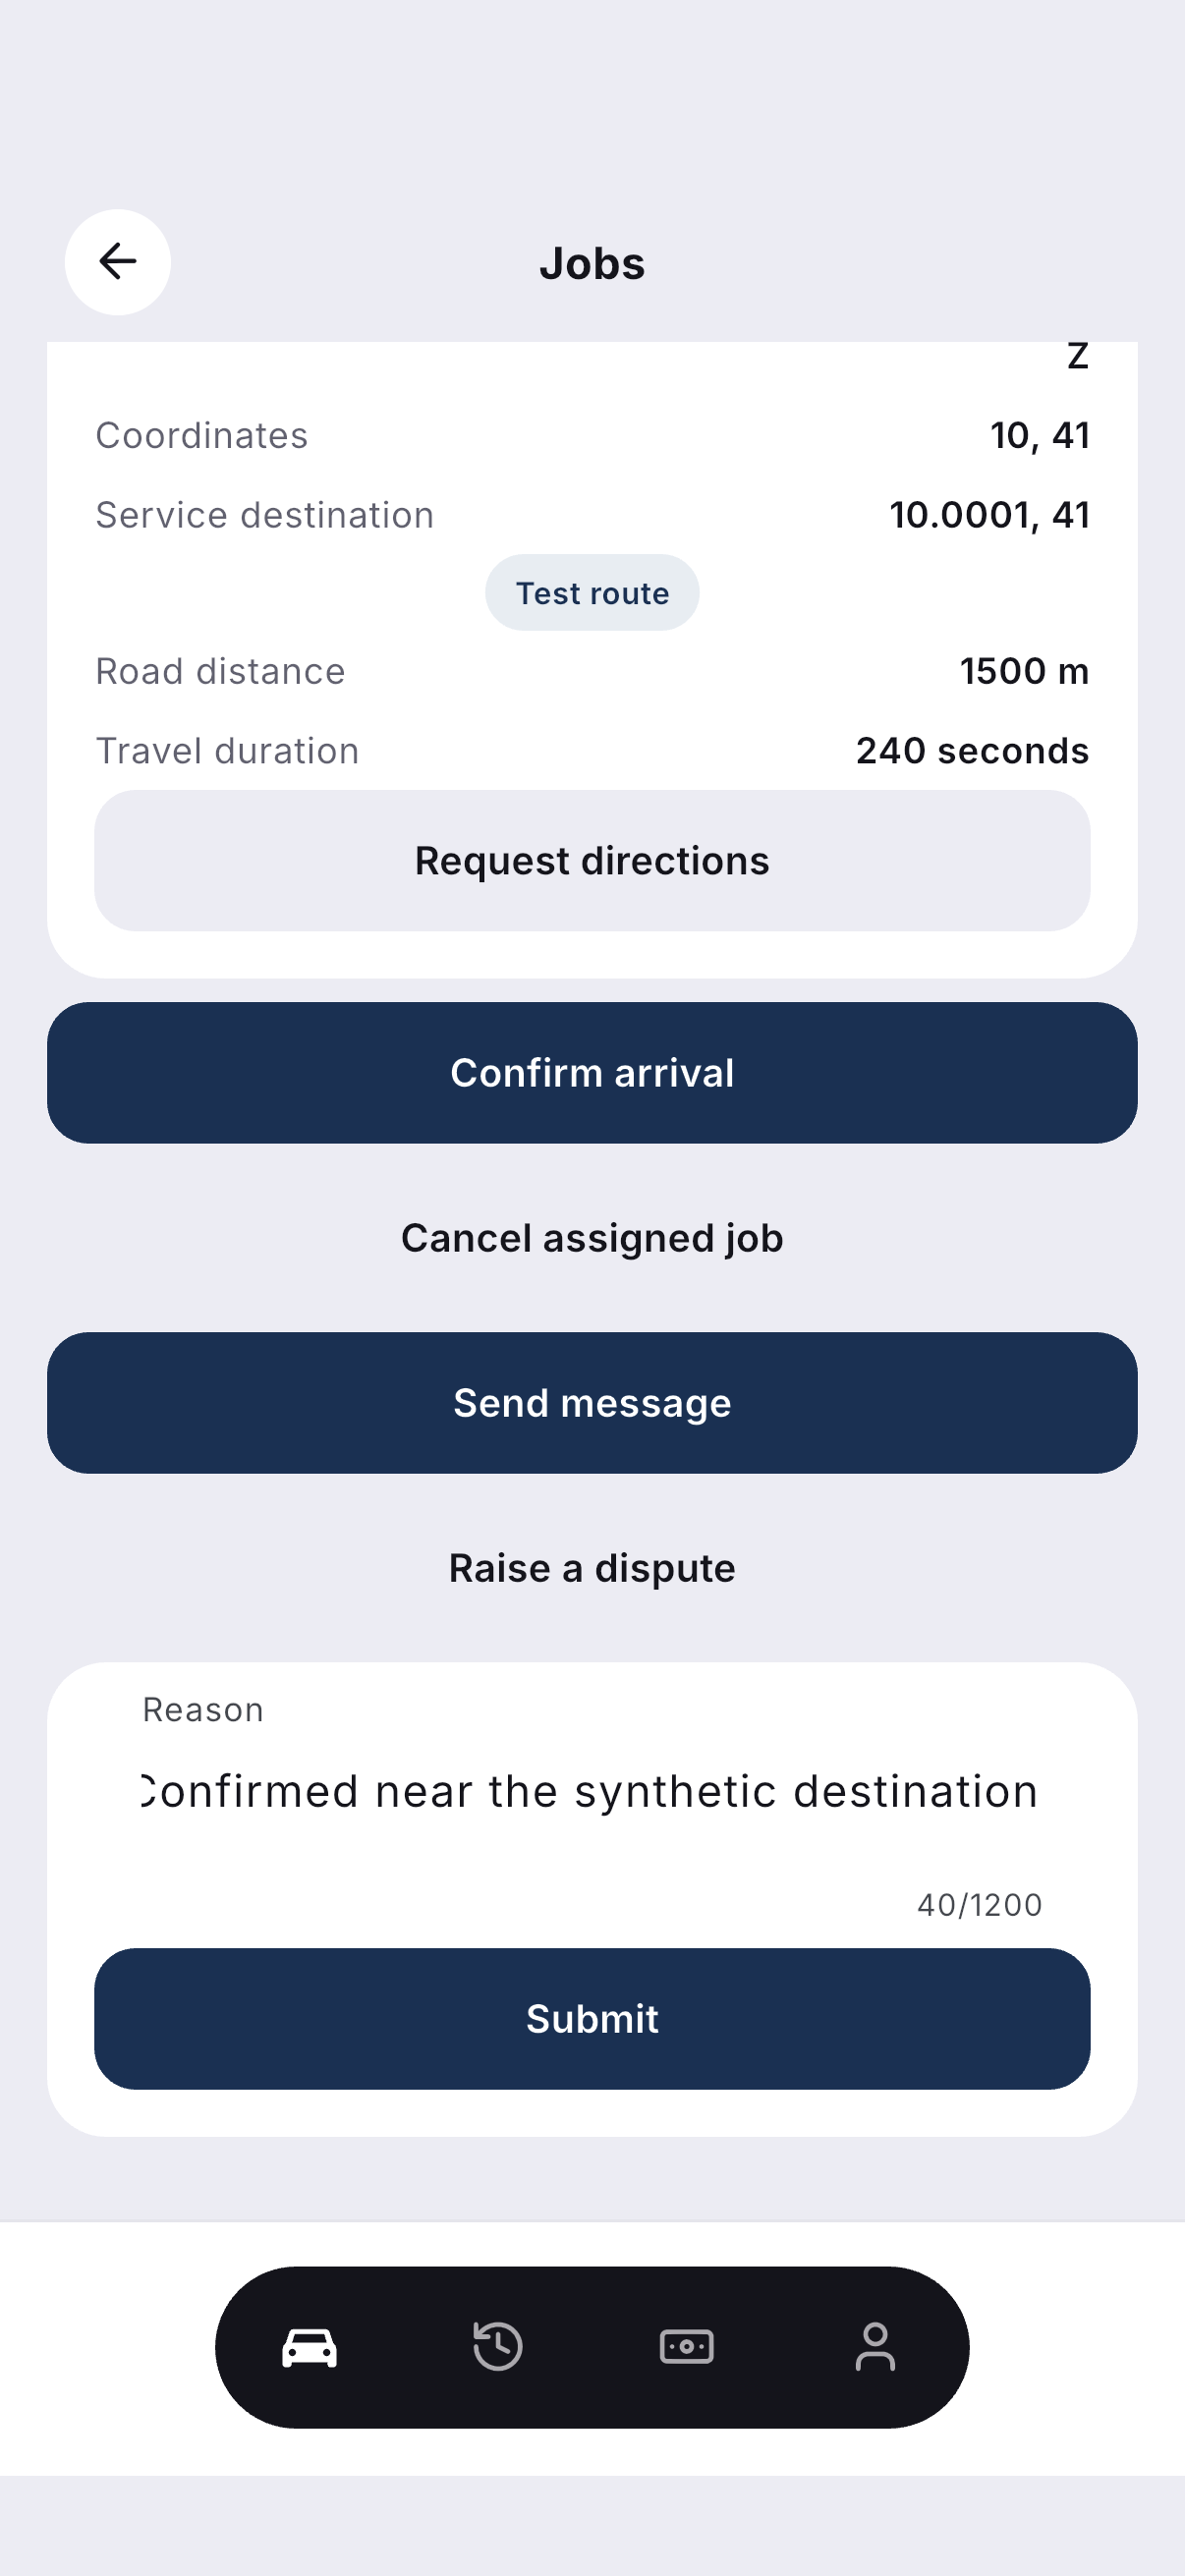 Jobs
Z
Coordinates 10, 41
Service destination 10.0001, 41
Test route
Road distance 1500 m
Travel duration 240 seconds
Request directions
Confirm arrival
Cancel assigned job
Send message
Raise a dispute
Reason
Confirmed near the synthetic destination
40/1200
Submit